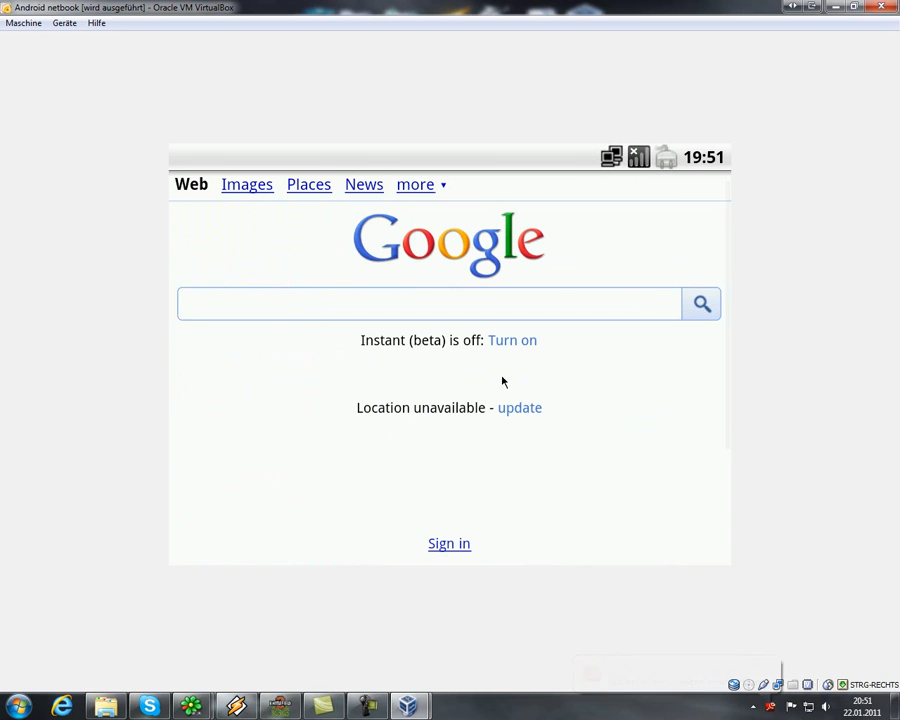 Android netbook [wird ausgeführt] - Oracle VM VirtualBox
Maschine Geräte Hilfe
19:51
Web Images Places News more
Google
Instant (beta) is off: Turn on
Location unavailable - update
Sign in
STRG-RECHTS
20:51
22.01.2011